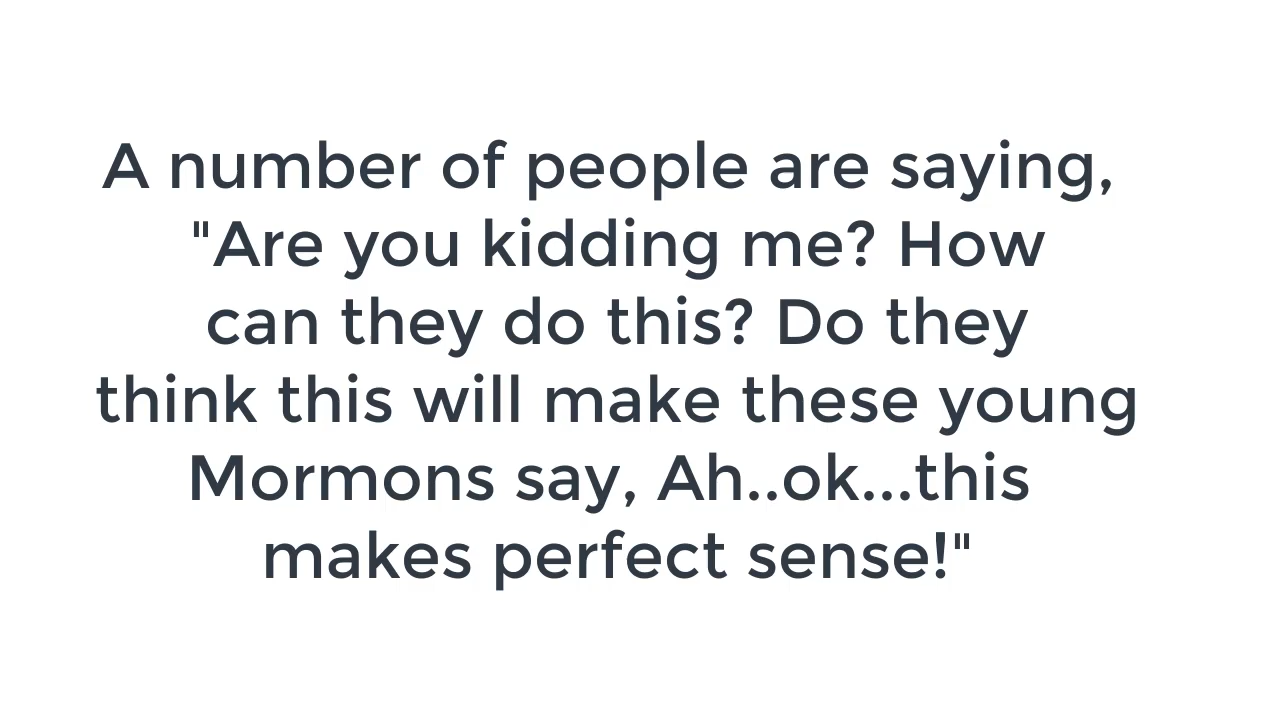 A number of people are saying,
"Are you kidding me? How
can they do this? Do they
think this will make these young
Mormons say, Ah..ok...this
makes perfect sense!"